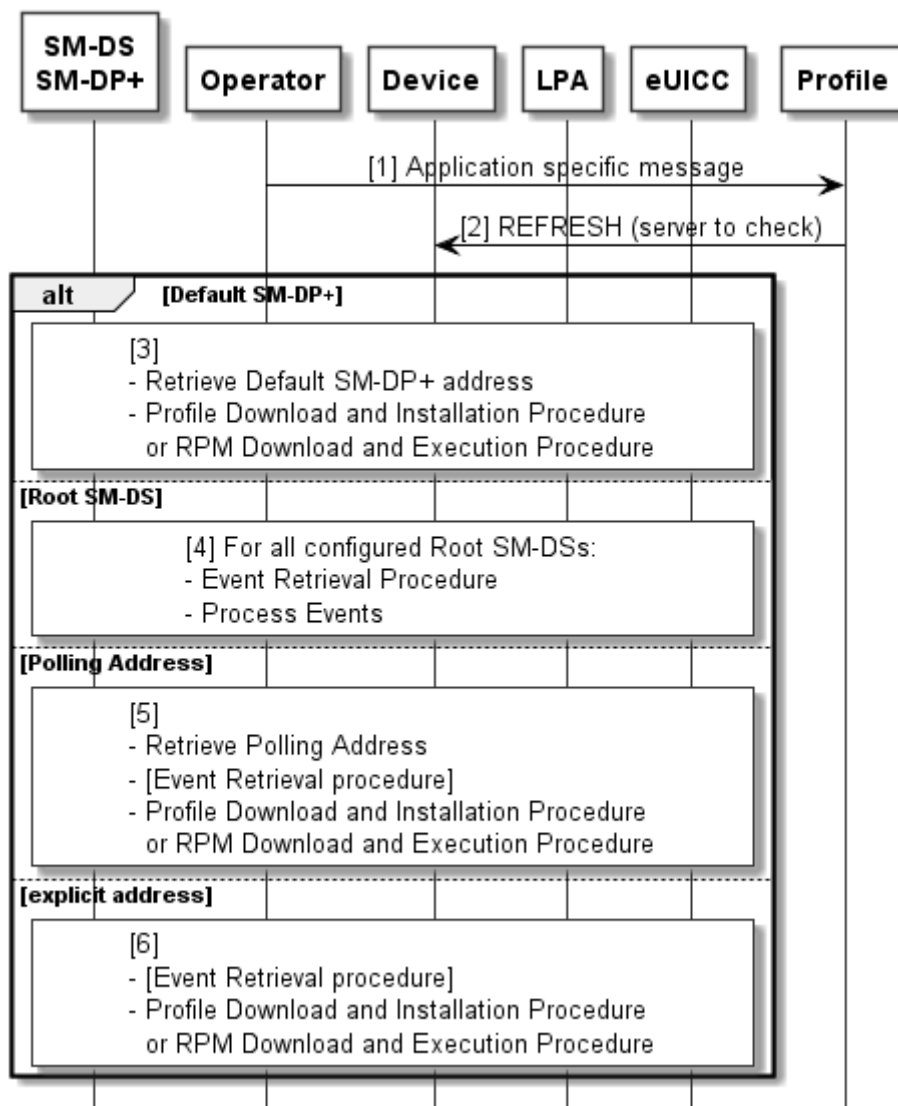 SM-DS
SM-DP+
Operator
Device
LPA
eUICC
Profile
[1] Application specific message
[2] REFRESH (server to check)
alt
[Default SM-DP+]
[3]
- Retrieve Default SM-DP+ address
- Profile Download and Installation Procedure
or RPM Download and Execution Procedure
[Root SM-DS]
[4] For all configured Root SM-DSs:
- Event Retrieval Procedure
- Process Events
[Polling Address]
[5]
- Retrieve Polling Address
- [Event Retrieval procedure]
- Profile Download and Installation Procedure
or RPM Download and Execution Procedure
[explicit address]
[6]
- [Event Retrieval procedure]
- Profile Download and Installation Procedure
or RPM Download and Execution Procedure